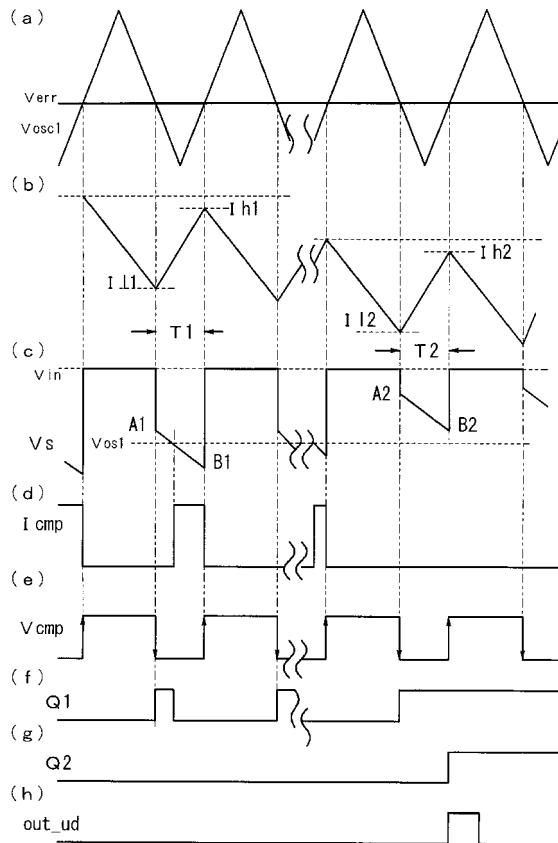 (a)
Verr
Vosc1
(b)
Ih1
Il1
Ih2
Il2
T1
T2
(c)
Vin
A1
A2
B2
Vs
Vos1
B1
(d)
Icmp
(e)
Vcmp
(f)
Q1
(g)
Q2
(h)
out_ud